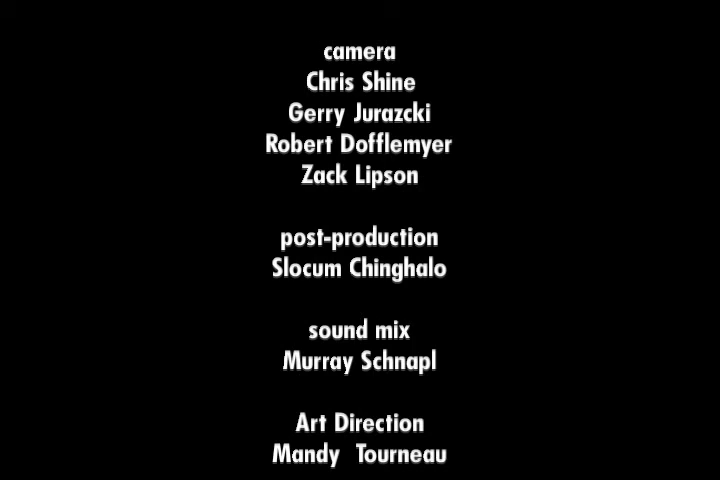 camera
Chris Shine
Gerry Jurazcki
Robert Dofflemyer
Zack Lipson
post-production
Slocum Chinghalo
sound mix
Murray Schnapl
Art Direction
Mandy  Tourneau